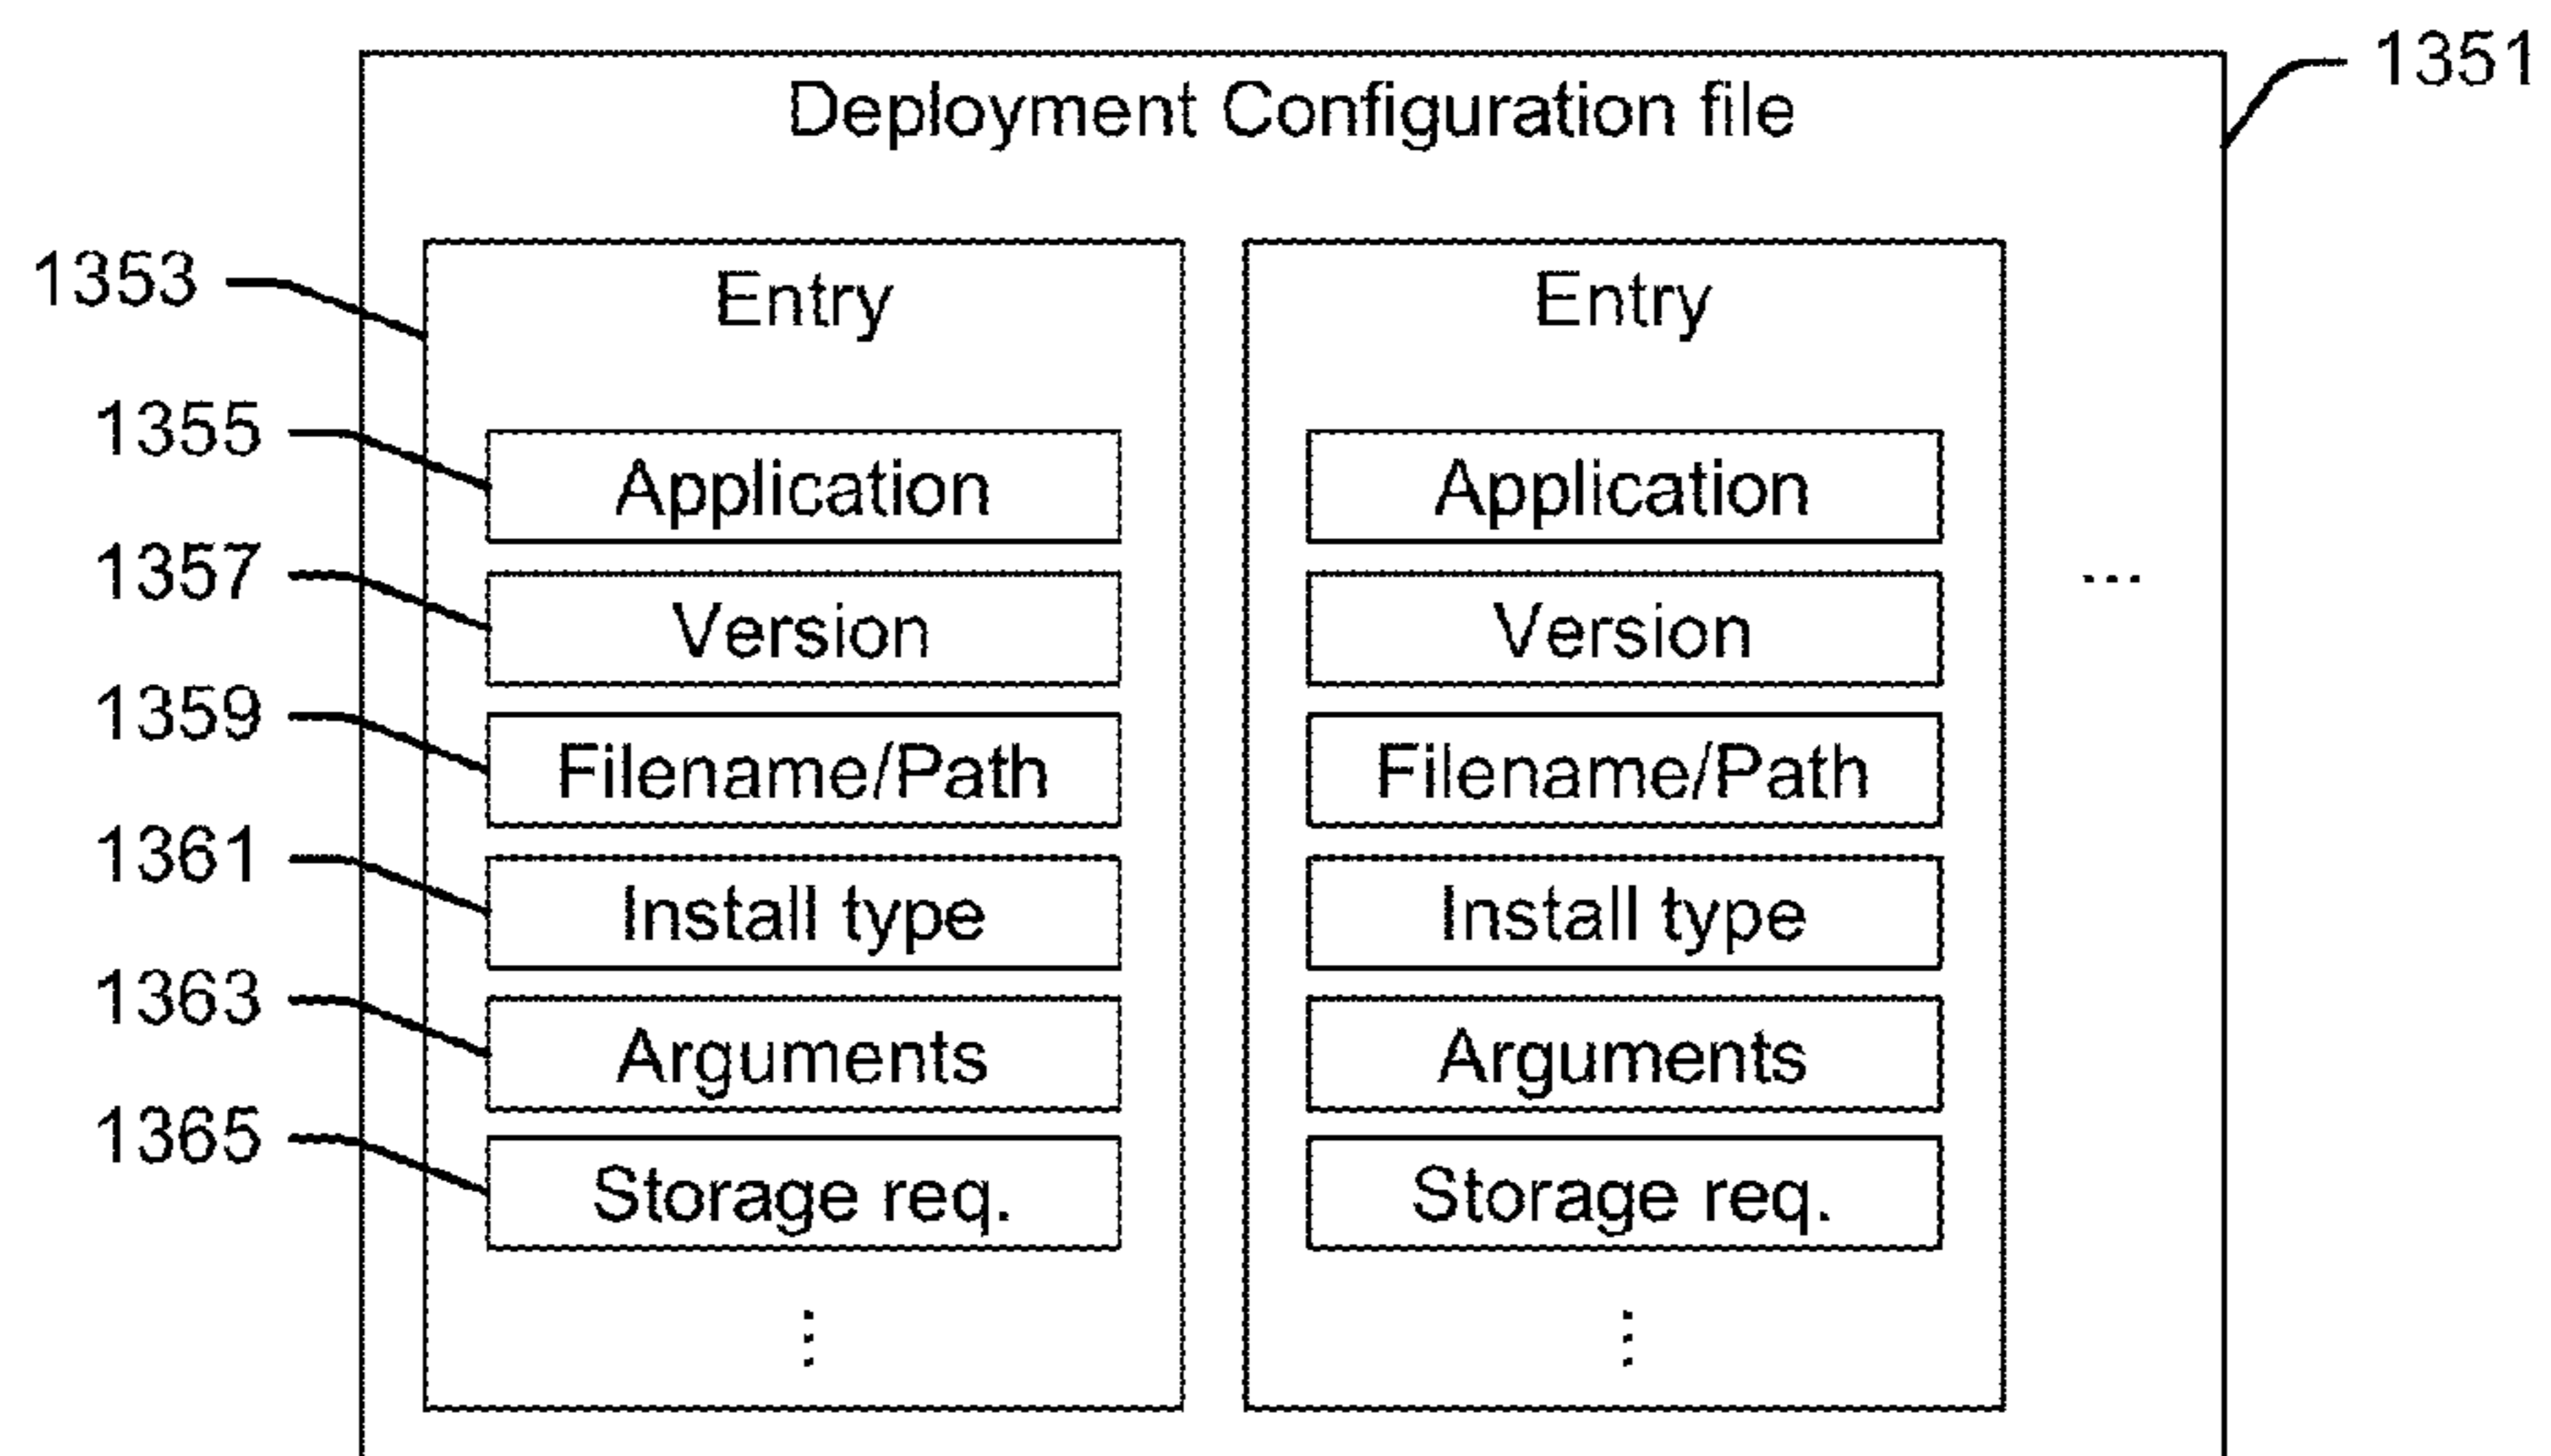 1351
Deployment Configuration file
1353
Entry
Entry
1355
Application
Application
1357
Version
Version
...
1359
Filename/Path
Filename/Path
1361
Install type
Install type
1363
Arguments
Arguments
1365
Storage req.
Storage req.
⋮
⋮